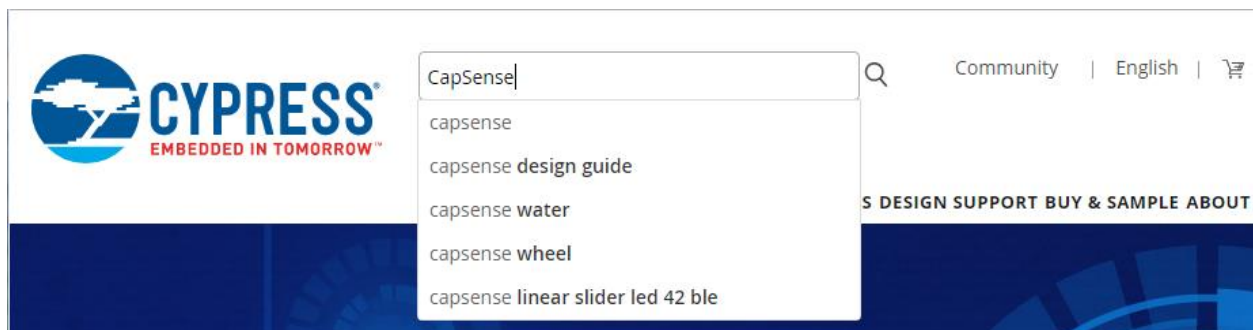 CYPRESS®
EMBEDDED IN TOMORROW™
CapSense
Community | English |
capsense
capsense design guide
capsense water
capsense wheel
capsense linear slider led 42 ble
S DESIGN SUPPORT BUY & SAMPLE ABOUT